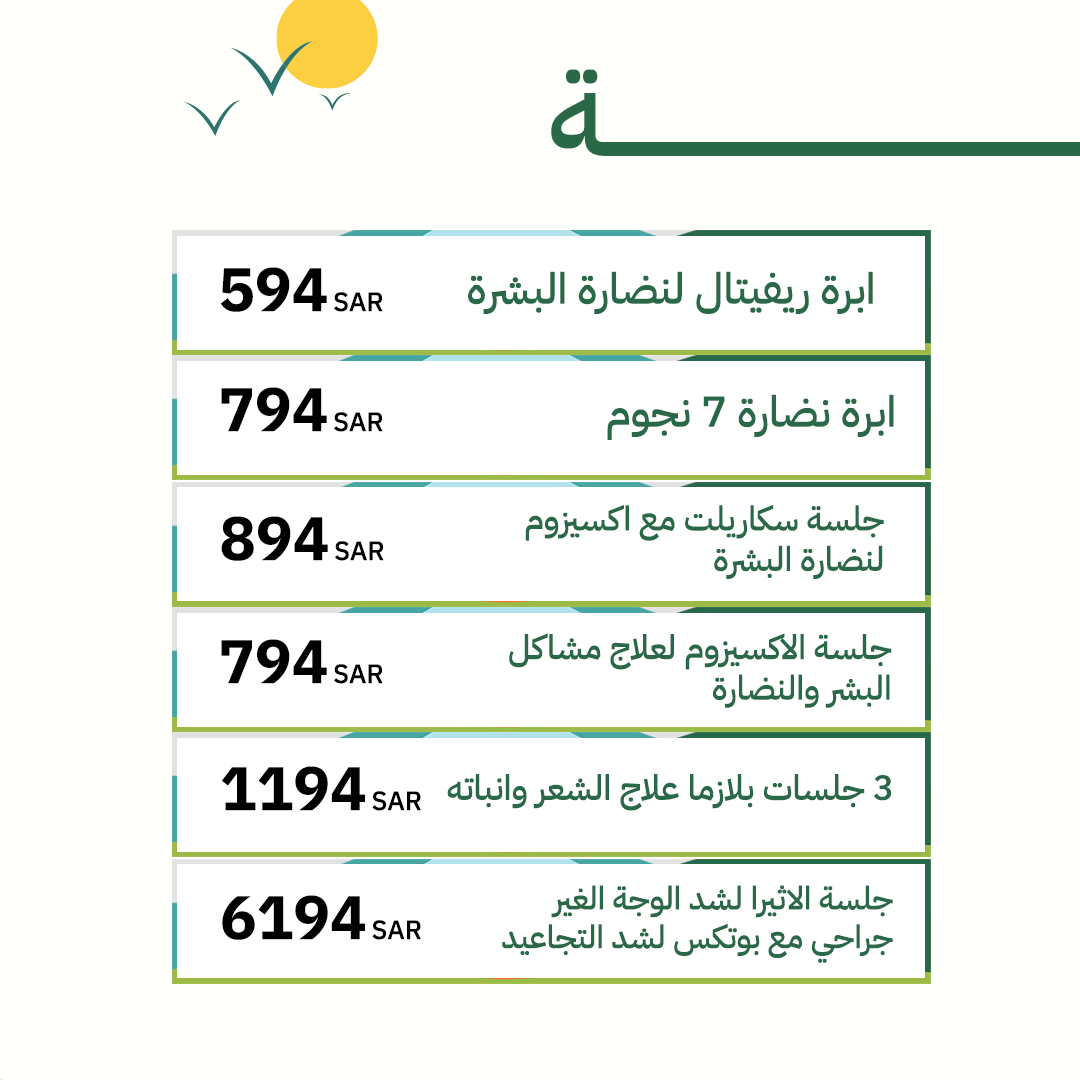 ـــة
ابرة ريفيتال لنضارة البشرة
594 SAR
ابرة نضارة 7 نجوم
794 SAR
جلسة سكاريلت مع اكسيزوم
لنضارة البشرة
894 SAR
جلسة الاكسيزوم لعلاج مشاكل
البشر والنضارة
794 SAR
3 جلسات بلازما علاج الشعر وانباته
1194 SAR
جلسة الاثيرا لشد الوجة الغير
جراحي مع بوتكس لشد التجاعيد
6194 SAR